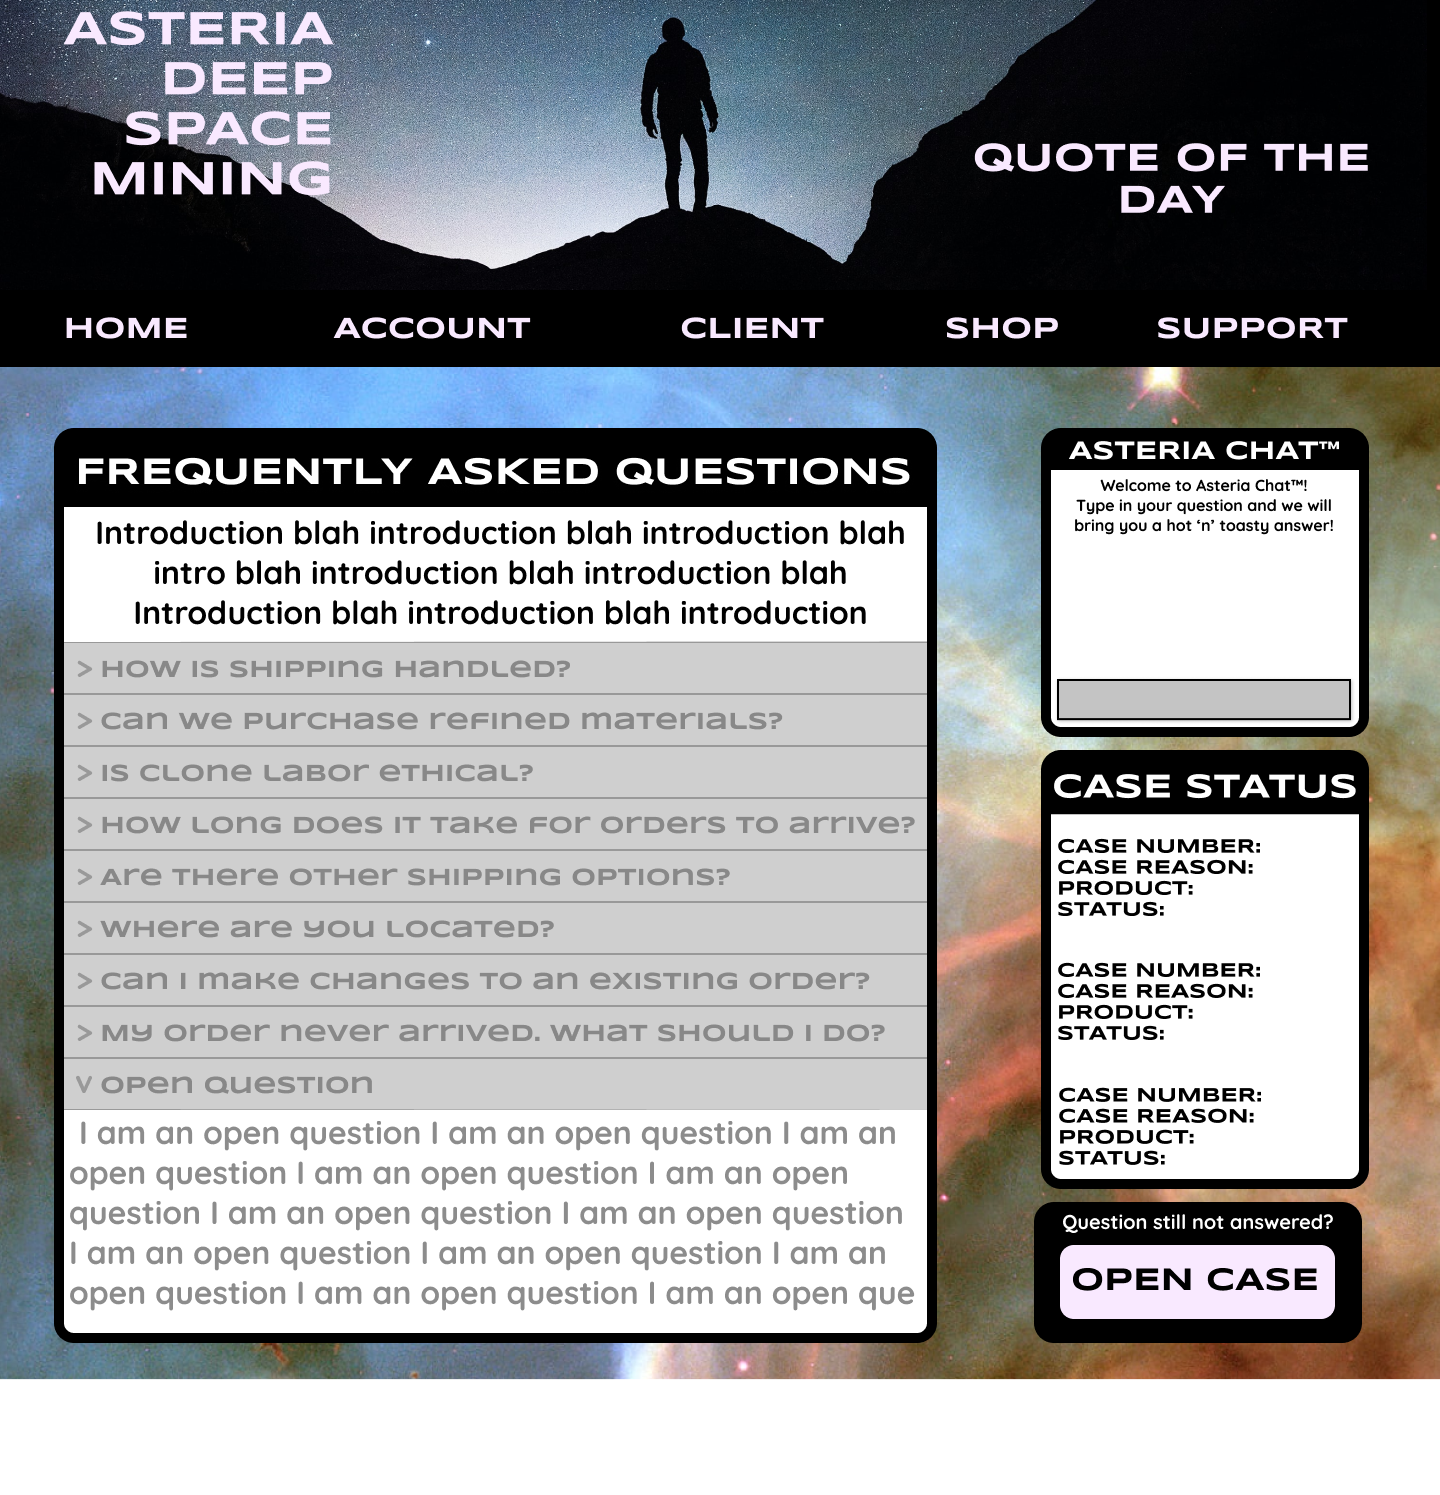 ASTERIA
DEEP
SPACE
MINING
QUOTE OF THE
DAY
HOME ACCOUNT CLIENT SHOP SUPPORT
FREQUENTLY ASKED QUESTIONS
Introduction blah introduction blah introduction blah
intro blah introduction blah introduction blah
Introduction blah introduction blah introduction
> How is shipping handled?
> Can we purchase refined materials?
> Is clone labor ethical?
> How long does it take for orders to arrive?
> Are there other shipping options?
> Where are you located?
> Can I make changes to an existing order?
> My order never arrived. What should I do?
V Open Question
I am an open question I am an open question I am an
open question I am an open question I am an open
question I am an open question I am an open question
I am an open question I am an open question I am an
open question I am an open question I am an open que
ASTERIA CHAT™
Welcome to Asteria Chat™!
Type in your question and we will
bring you a hot ‘n’ toasty answer!
CASE STATUS
CASE NUMBER:
CASE REASON:
PRODUCT:
STATUS:
CASE NUMBER:
CASE REASON:
PRODUCT:
STATUS:
CASE NUMBER:
CASE REASON:
PRODUCT:
STATUS:
Question still not answered?
OPEN CASE